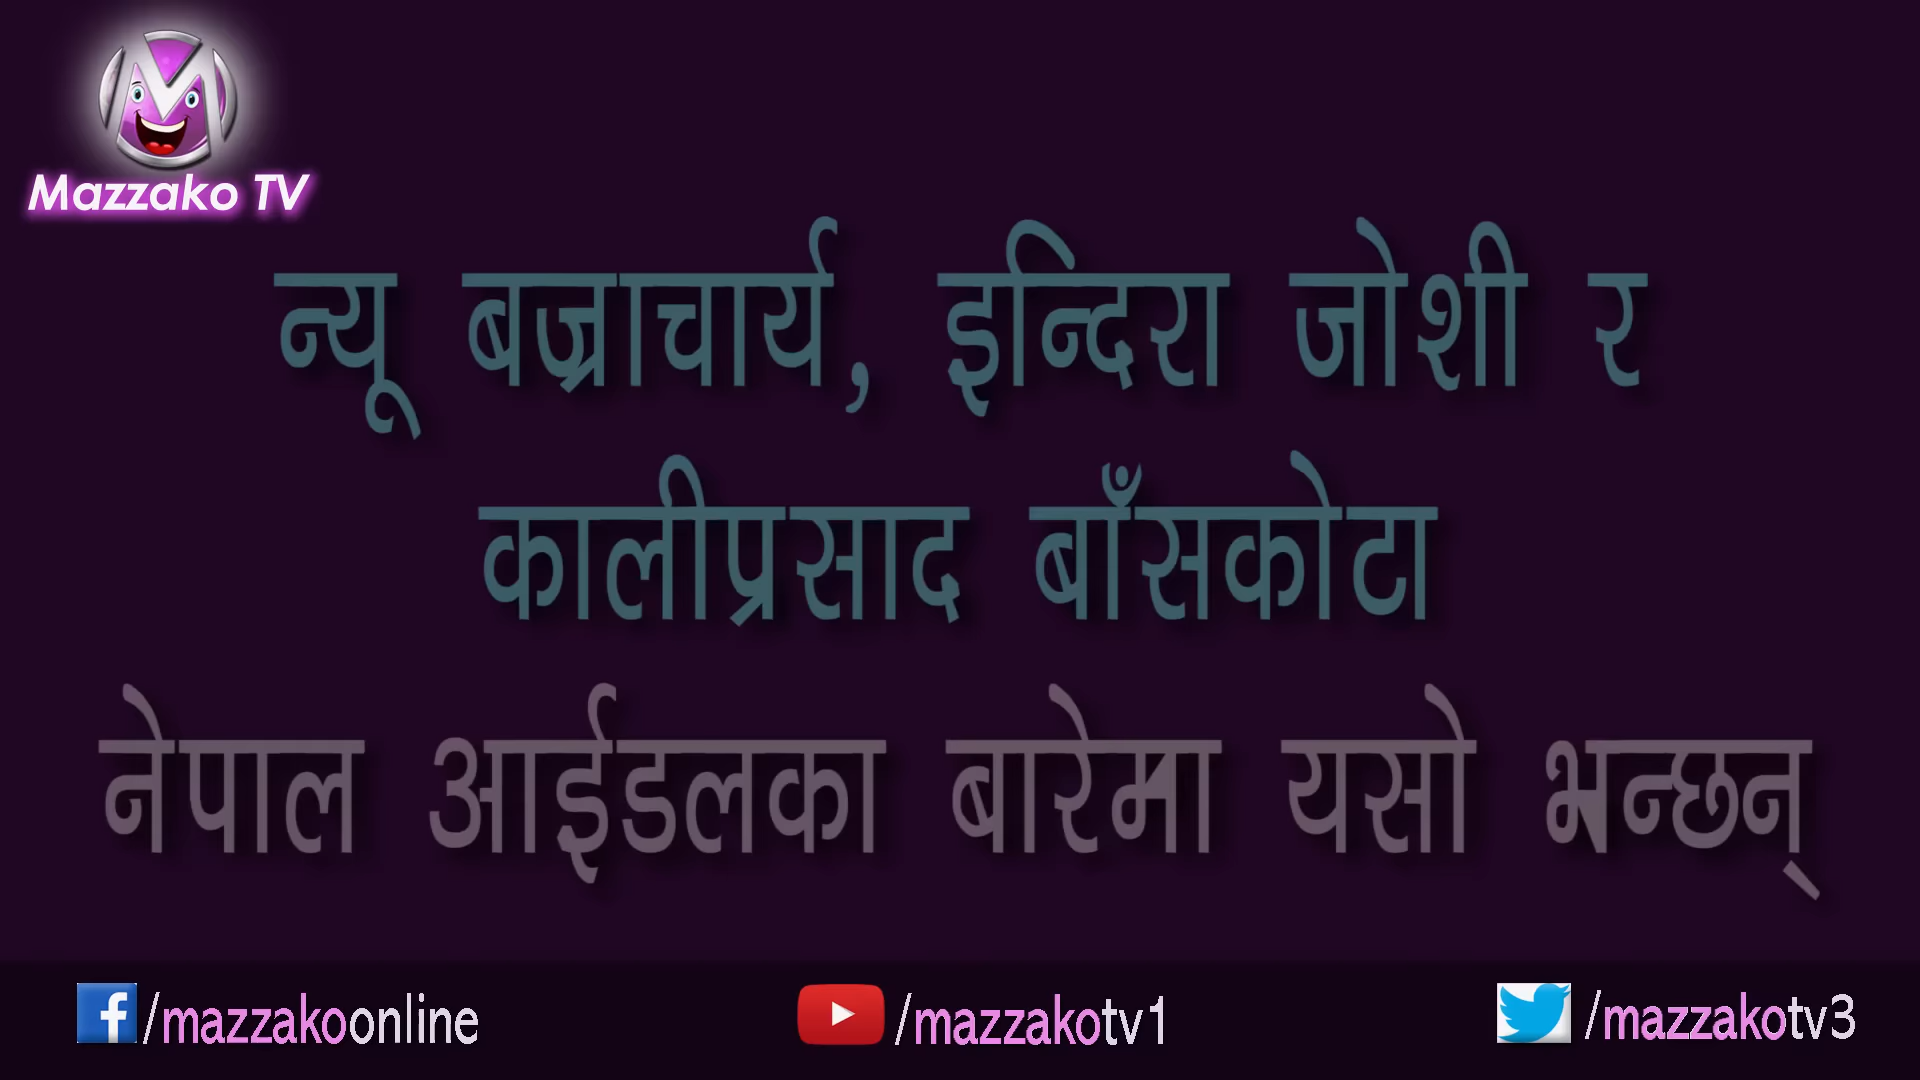 Mazzako TV
न्यू बज्राचार्य, इन्दिरा जोशी र
कालीप्रसाद बाँसकोटा
नेपाल आईडलका बारेमा यसो भन्छन्
/mazzakoonline /mazzakotv1 /mazzakotv3